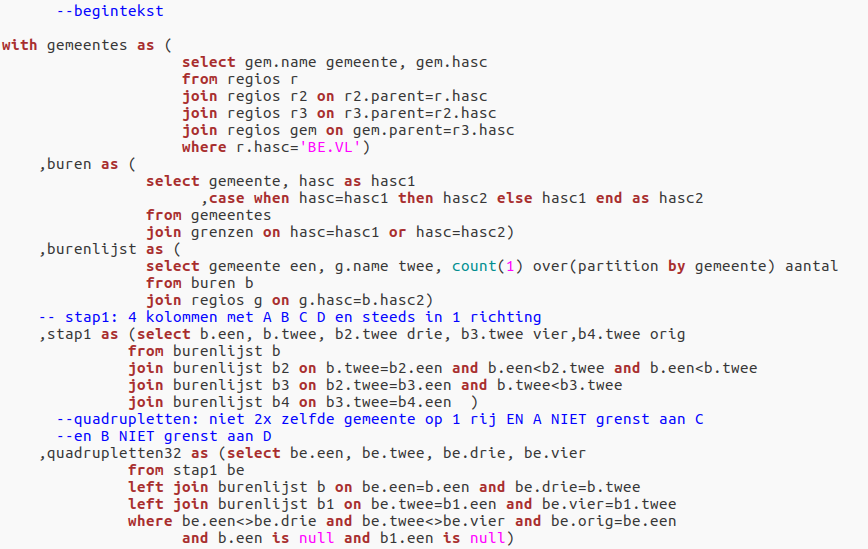 --begintekst
with gemeentes as (
select gem.name gemeente, gem.hasc
from regios r
join regios r2 on r2.parent=r.hasc
join regios r3 on r3.parent=r2.hasc
join regios gem on gem.parent=r3.hasc
where r.hasc='BE.VL')
,buren as (
select gemeente, hasc as hasc1
,case when hasc=hasc1 then hasc2 else hasc1 end as hasc2
from gemeentes
join grenzen on hasc=hasc1 or hasc=hasc2)
,burenlijst as (
select gemeente een, g.name twee, count(1) over(partition by gemeente) aantal
from buren b
join regios g on g.hasc=b.hasc2)
-- stap1: 4 kolommen met A B C D en steeds in 1 richting
,stap1 as (select b.een, b.twee, b2.twee drie, b3.twee vier,b4.twee orig
from burenlijst b
join burenlijst b2 on b.twee=b2.een and b.een<b2.twee and b.een<b.twee
join burenlijst b3 on b2.twee=b3.een and b.twee<b3.twee
join burenlijst b4 on b3.twee=b4.een  )
--quadrupletten: niet 2x zelfde gemeente op 1 rij EN A NIET grenst aan C
--en B NIET grenst aan D
,quadrupletten32 as (select be.een, be.twee, be.drie, be.vier
from stap1 be
left join burenlijst b on be.een=b.een and be.drie=b.twee
left join burenlijst b1 on be.twee=b1.een and be.vier=b1.twee
where be.een<>be.drie and be.twee<>be.vier and be.orig=be.een
and b.een is null and b1.een is null)